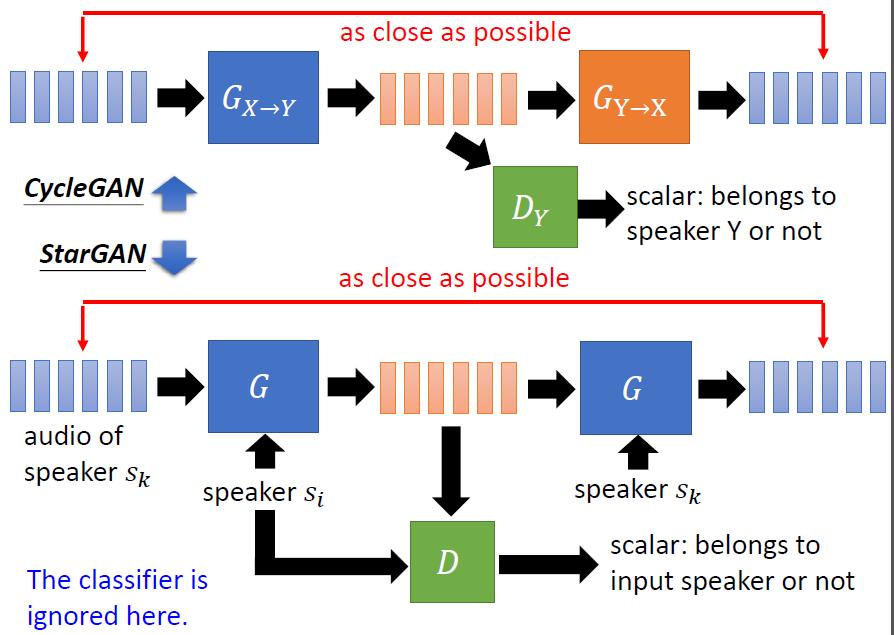 as close as possible
G_{X→Y}
G_{Y→X}
CycleGAN
D_Y
scalar: belongs to
speaker Y or not
StarGAN
as close as possible
G
G
audio of
speaker s_k
speaker s_i
speaker s_k
D
scalar: belongs to
input speaker or not
The classifier is
ignored here.